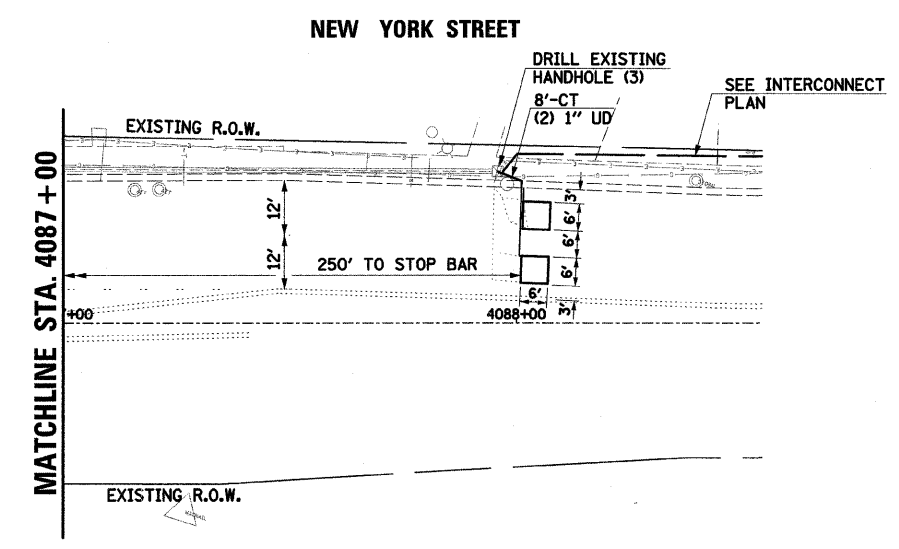 NEW YORK STREET
DRILL EXISTING
HANDHOLE (3)
8'-CT
(2) 1" UD
SEE INTERCONNECT
PLAN
EXISTING R.O.W.
MATCHLINE STA. 4087+00
12'
12'
3'
6'
6'
6'
3'
250' TO STOP BAR
6'
+00
4088+00
EXISTING R.O.W.